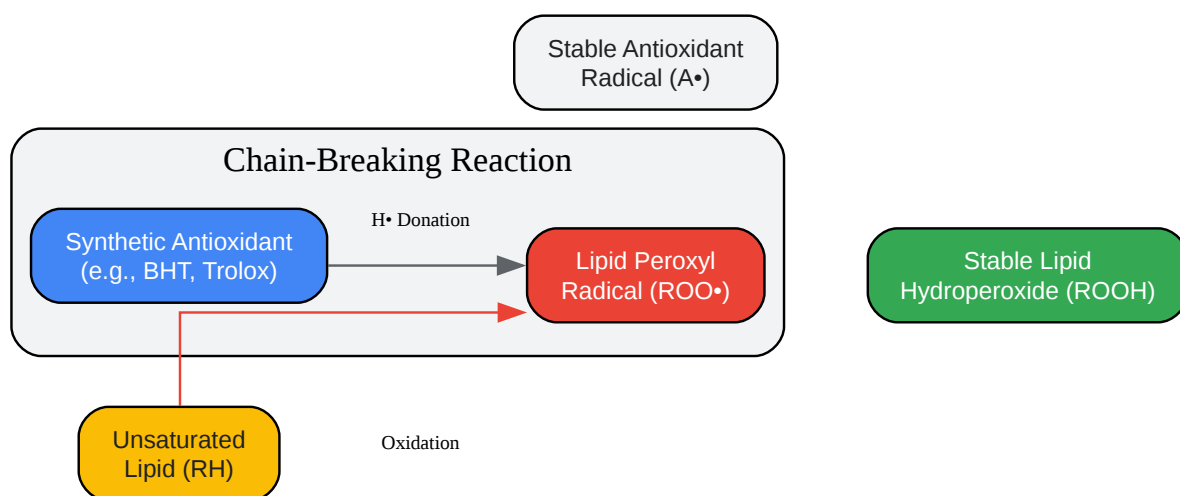 Stable Antioxidant
Radical (A•)
Chain-Breaking Reaction
Synthetic Antioxidant
(e.g., BHT, Trolox)
H• Donation
Lipid Peroxyl
Radical (ROO•)
Stable Lipid
Hydroperoxide (ROOH)
Unsaturated
Lipid (RH)
Oxidation